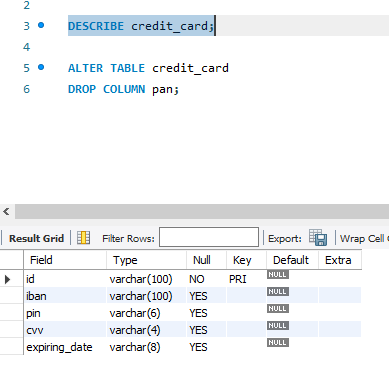 2
3 DESCRIBE credit_card;
4
5 ALTER TABLE credit_card
6 DROP COLUMN pan;
Result Grid Filter Rows: Export: Wrap Cell C
Field Type Null Key Default Extra
id varchar(100) NO PRI NULL
iban varchar(100) YES NULL
pin varchar(6) YES NULL
cvv varchar(4) YES NULL
expiring_date varchar(8) YES NULL